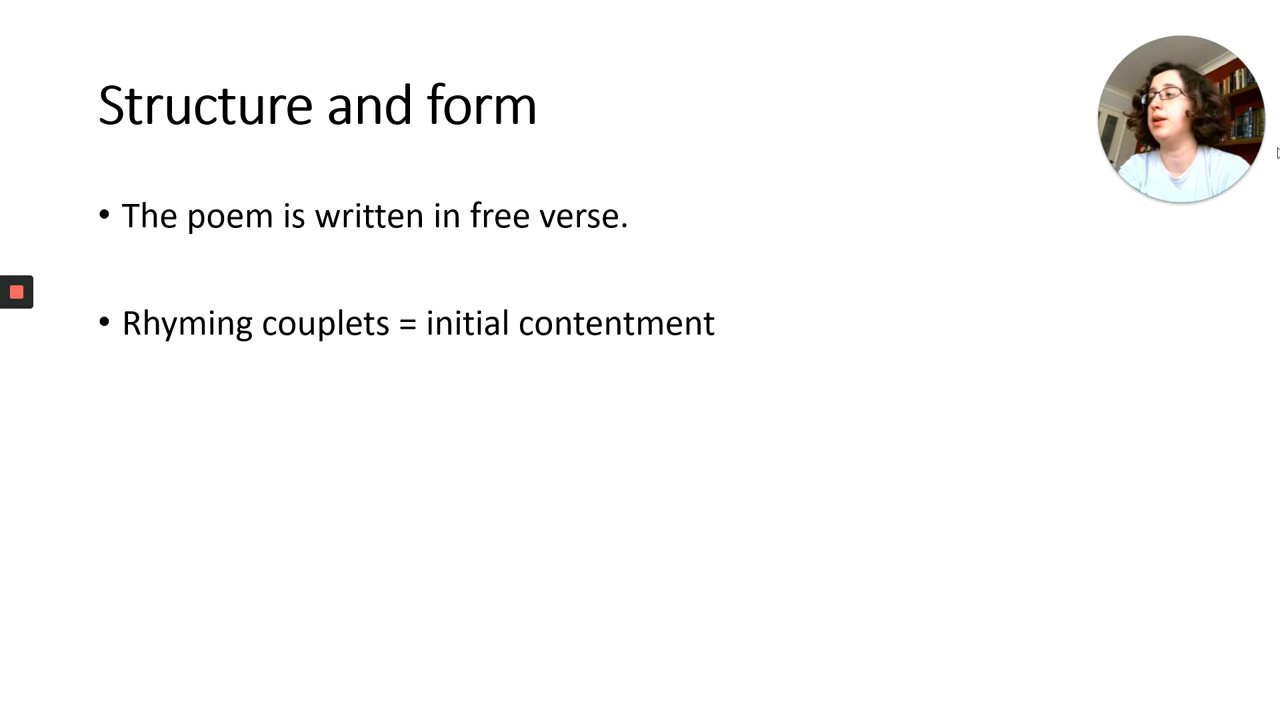 Structure and form
• The poem is written in free verse.
• Rhyming couplets = initial contentment